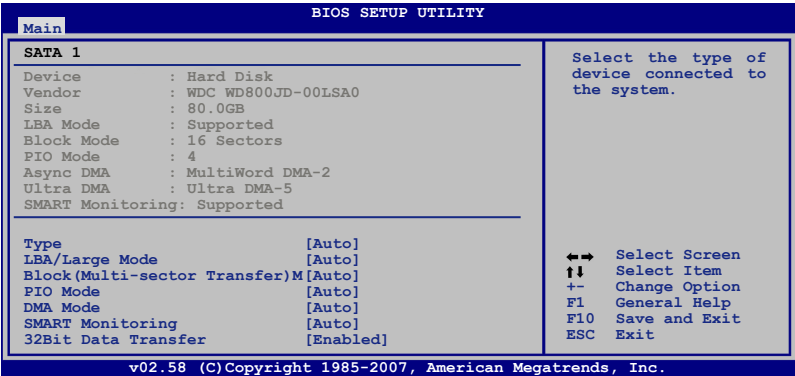 BIOS SETUP UTILITY
Main
SATA 1
Device : Hard Disk
Vendor : WDC WD800JD-00LSA0
Size : 80.0GB
LBA Mode : Supported
Block Mode : 16 Sectors
PIO Mode : 4
Async DMA : MultiWord DMA-2
Ultra DMA : Ultra DMA-5
SMART Monitoring: Supported
Type [Auto]
LBA/Large Mode [Auto]
Block(Multi-sector Transfer)M[Auto]
PIO Mode [Auto]
DMA Mode [Auto]
SMART Monitoring [Auto]
32Bit Data Transfer [Enabled]
Select the type of
device connected to
the system.
←→ Select Screen
↑↓ Select Item
+- Change Option
F1 General Help
F10 Save and Exit
ESC Exit
v02.58 (C)Copyright 1985-2007, American Megatrends, Inc.